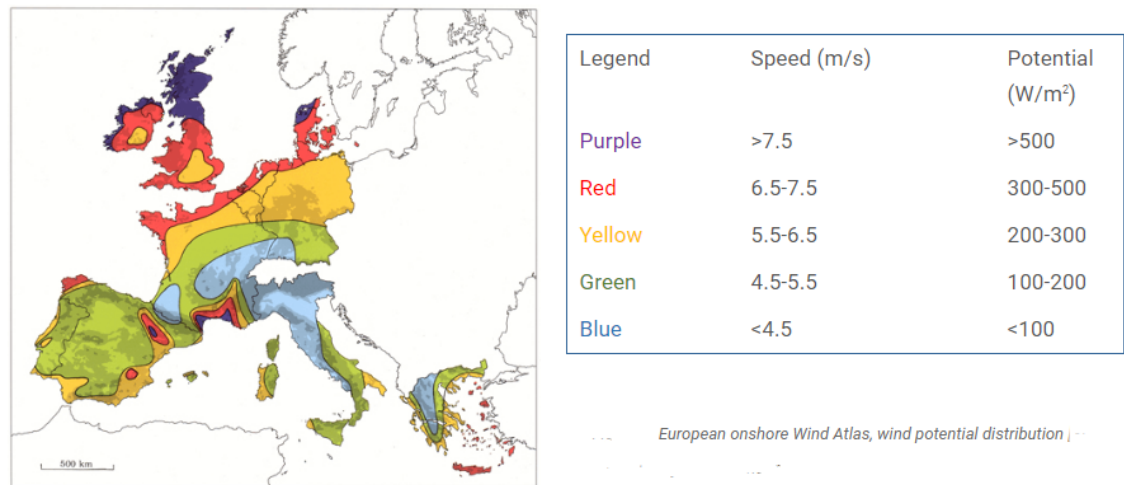 500 km
Legend Speed (m/s) Potential
(W/m²)
Purple >7.5 >500
Red 6.5-7.5 300-500
Yellow 5.5-6.5 200-300
Green 4.5-5.5 100-200
Blue <4.5 <100
European onshore Wind Atlas, wind potential distribution